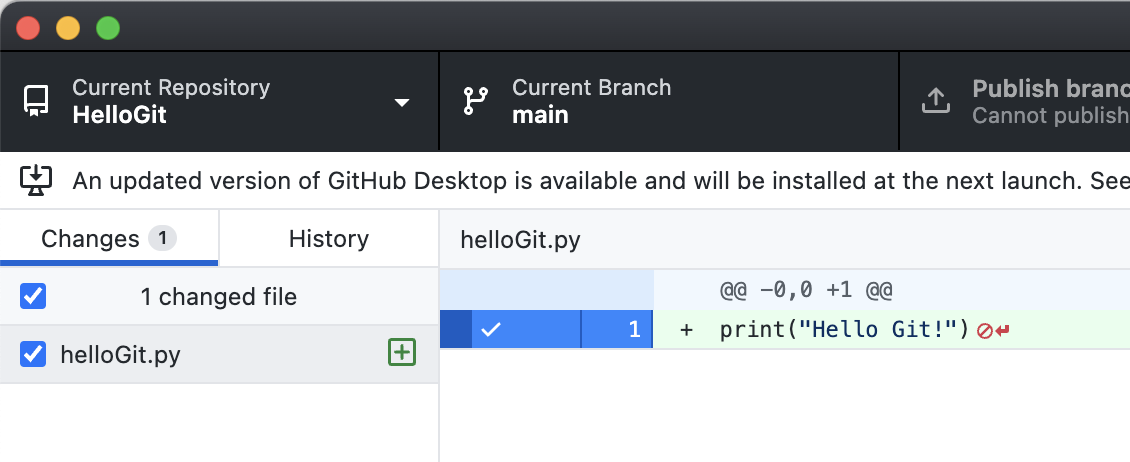 Current Repository
HelloGit
Current Branch
main
Publish branc
Cannot publish
An updated version of GitHub Desktop is available and will be installed at the next launch. See
Changes 1
History
helloGit.py
1 changed file
@@ -0,0 +1 @@
helloGit.py
1 + print("Hello Git!")